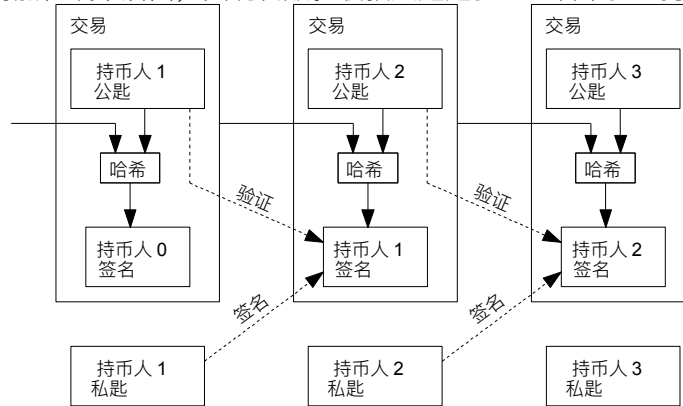 交易
持币人 1
公匙
哈希
持币人 0
签名
交易
持币人 2
公匙
哈希
持币人 1
签名
交易
持币人 3
公匙
哈希
持币人 2
签名
验证
验证
签名
签名
持币人 1
私匙
持币人 2
私匙
持币人 3
私匙